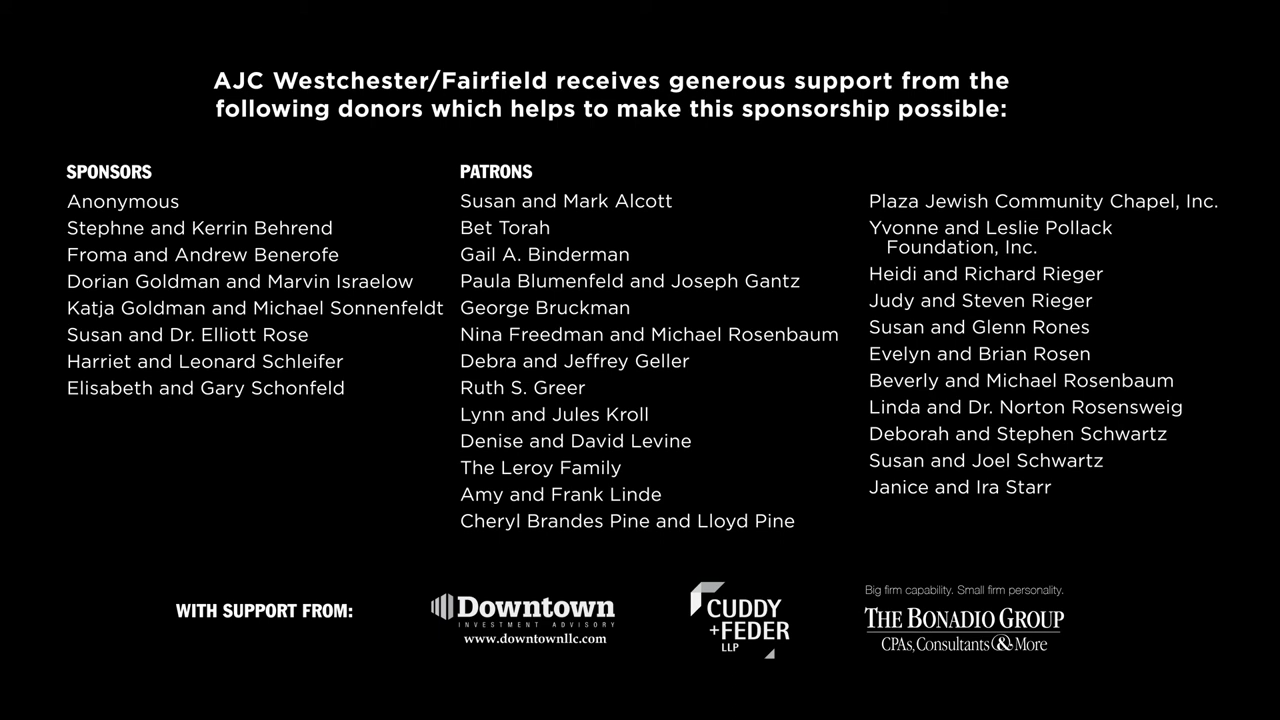 AJC Westchester/Fairfield receives generous support from the
following donors which helps to make this sponsorship possible:
SPONSORS
Anonymous
Stephne and Kerrin Behrend
Froma and Andrew Benerofe
Dorian Goldman and Marvin Israelow
Katja Goldman and Michael Sonnenfeldt
Susan and Dr. Elliott Rose
Harriet and Leonard Schleifer
Elisabeth and Gary Schonfeld
PATRONS
Susan and Mark Alcott
Bet Torah
Gail A. Binderman
Paula Blumenfeld and Joseph Gantz
George Bruckman
Nina Freedman and Michael Rosenbaum
Debra and Jeffrey Geller
Ruth S. Greer
Lynn and Jules Kroll
Denise and David Levine
The Leroy Family
Amy and Frank Linde
Cheryl Brandes Pine and Lloyd Pine
Plaza Jewish Community Chapel, Inc.
Yvonne and Leslie Pollack
Foundation, Inc.
Heidi and Richard Rieger
Judy and Steven Rieger
Susan and Glenn Rones
Evelyn and Brian Rosen
Beverly and Michael Rosenbaum
Linda and Dr. Norton Rosensweig
Deborah and Stephen Schwartz
Susan and Joel Schwartz
Janice and Ira Starr
WITH SUPPORT FROM:
Downtown
INVESTMENT ADVISORY
www.downtownllc.com
CUDDY
+FEDER
LLP
Big firm capability. Small firm personality.
THE BONADIO GROUP
CPAs, Consultants & More